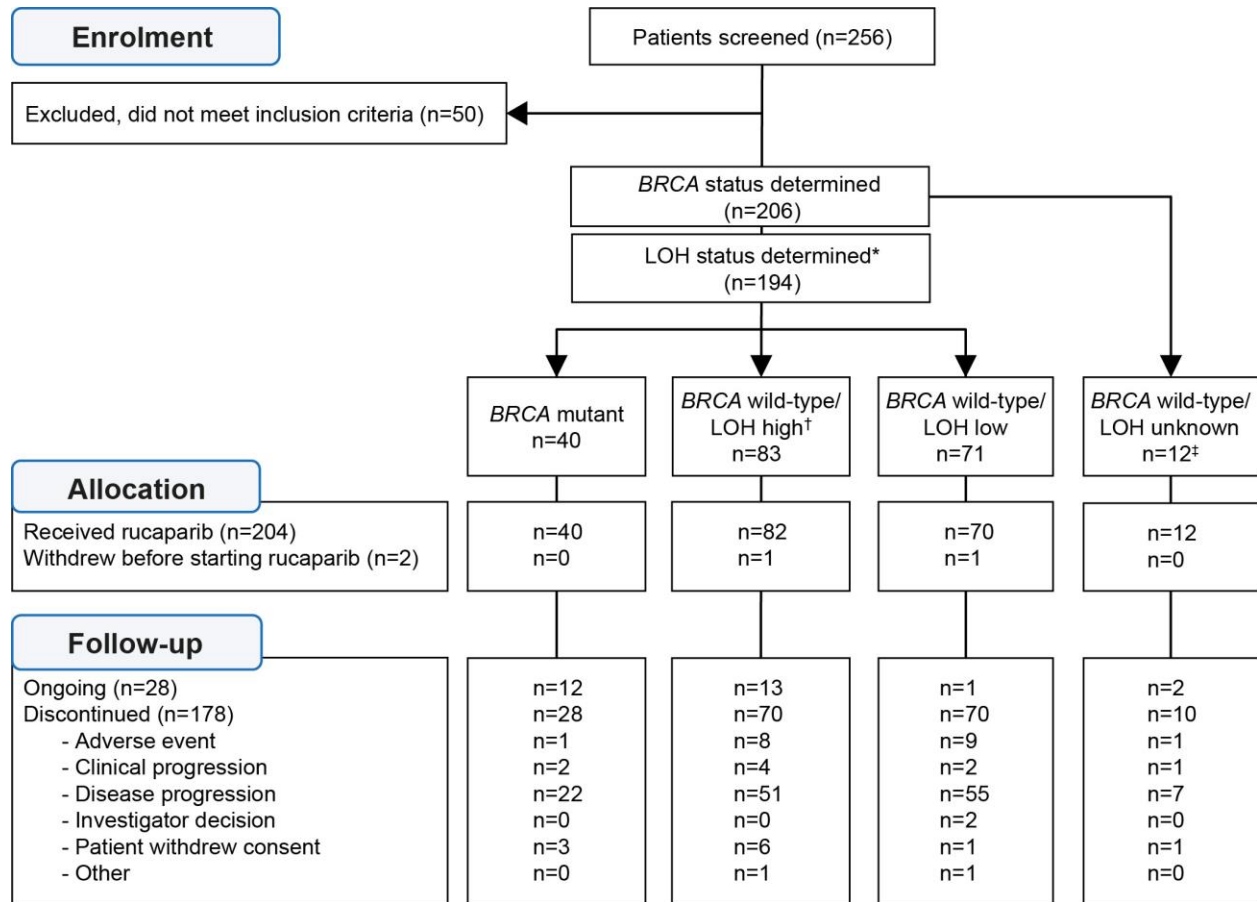 Enrolment
Patients screened (n=256)
Excluded, did not meet inclusion criteria (n=50)
BRCA status determined
(n=206)
LOH status determined*
(n=194)
BRCA mutant
n=40
BRCA wild-type/
LOH high†
n=83
BRCA wild-type/
LOH low
n=71
BRCA wild-type/
LOH unknown
n=12‡
Allocation
Received rucaparib (n=204) n=40 n=82 n=70 n=12
Withdrew before starting rucaparib (n=2) n=0 n=1 n=1 n=0
Follow-up
Ongoing (n=28) n=12 n=13 n=1 n=2
Discontinued (n=178) n=28 n=70 n=70 n=10
- Adverse event n=1 n=8 n=9 n=1
- Clinical progression n=2 n=4 n=2 n=1
- Disease progression n=22 n=51 n=55 n=7
- Investigator decision n=0 n=0 n=2 n=0
- Patient withdrew consent n=3 n=6 n=1 n=1
- Other n=0 n=1 n=1 n=0